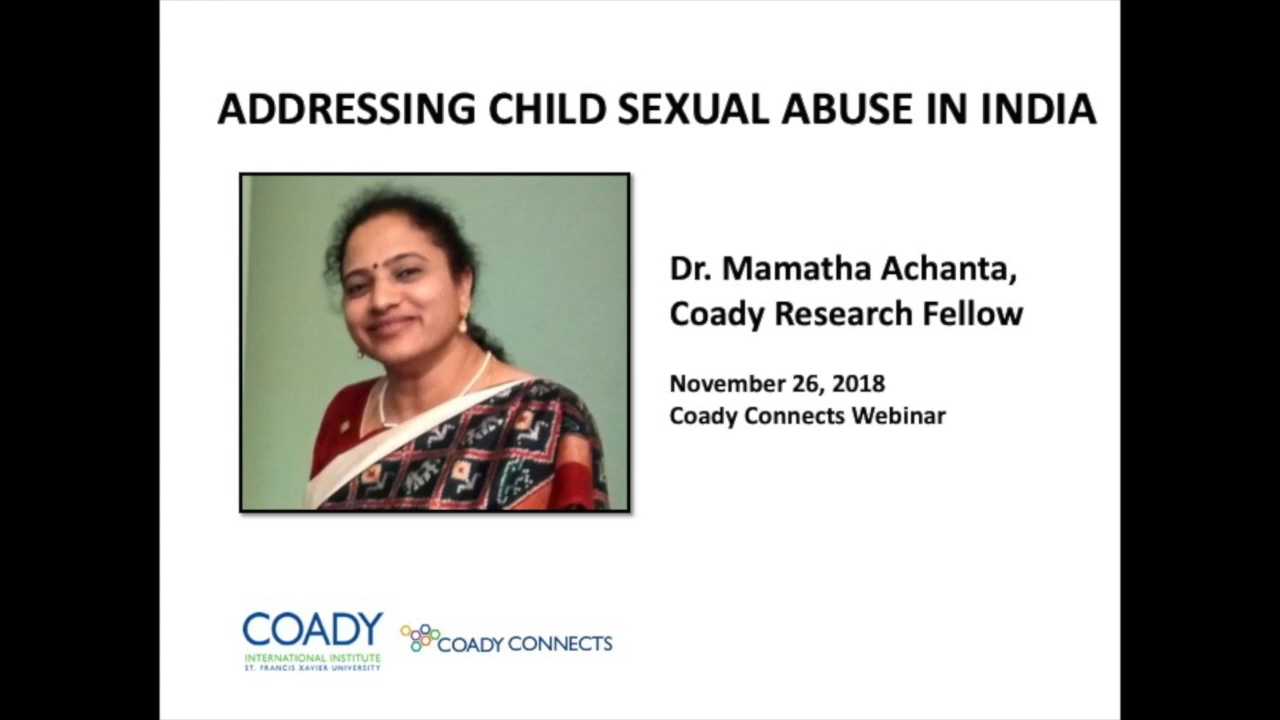 ADDRESSING CHILD SEXUAL ABUSE IN INDIA
Dr. Mamatha Achanta,
Coady Research Fellow
November 26, 2018
Coady Connects Webinar
COADY
INTERNATIONAL INSTITUTE
ST. FRANCIS XAVIER UNIVERSITY
COADY CONNECTS